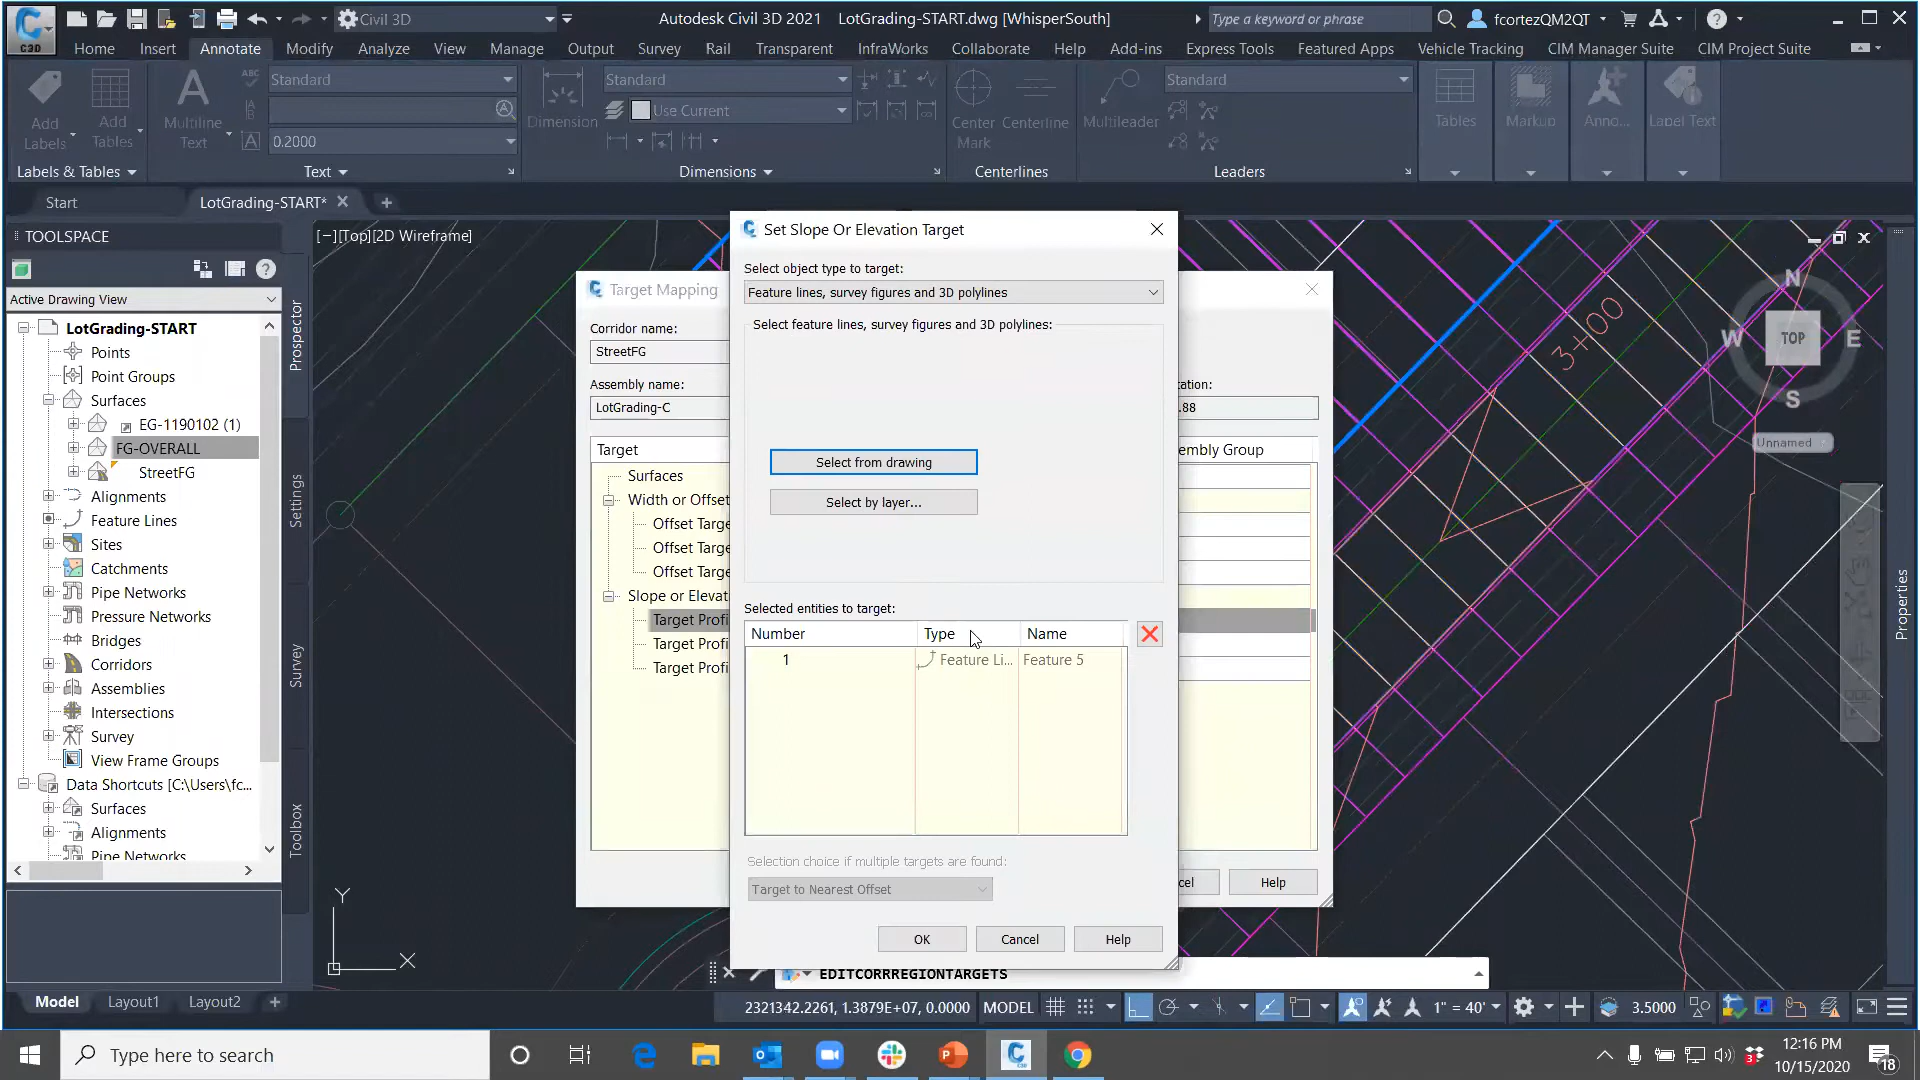 Civil 3D
Autodesk Civil 3D 2021 LotGrading-START.dwg [WhisperSouth]
Type a keyword or phrase
fcortezQM2QT
C3D
Home Insert Annotate Modify Analyze View Manage Output Survey Rail Transparent InfraWorks Collaborate Help Add-ins Express Tools Featured Apps Vehicle Tracking CIM Manager Suite CIM Project Suite
Add Labels
Add Tables
Multiline Text
ABC
Standard
0.2000
Dimension
Standard
Use Current
Center Mark
Centerline
Multileader
Standard
Tables
Markup
Anno...
Label Text
Labels & Tables
Text
Dimensions
Centerlines
Leaders
Start
LotGrading-START*
TOOLSPACE
Active Drawing View
LotGrading-START
Points
Point Groups
Surfaces
EG-1190102 (1)
FG-OVERALL
StreetFG
Alignments
Feature Lines
Sites
Catchments
Pipe Networks
Pressure Networks
Bridges
Corridors
Assemblies
Intersections
Survey
View Frame Groups
Data Shortcuts [C:\Users\fc...
Surfaces
Alignments
Pipe Networks
Prospector
Settings
Survey
Toolbox
[−][Top][2D Wireframe]
Target Mapping
Corridor name:
StreetFG
Assembly name:
LotGrading-C
Target
Surfaces
Width or Offset
Offset Targe
Offset Targe
Offset Targe
Slope or Elevat
Target Profi
Target Profi
Target Profi
tation:
.88
embly Group
cel
Help
Set Slope Or Elevation Target
Select object type to target:
Feature lines, survey figures and 3D polylines
Select feature lines, survey figures and 3D polylines:
Select from drawing
Select by layer...
Selected entities to target:
Number Type Name
1 Feature Li... Feature 5
Selection choice if multiple targets are found:
Target to Nearest Offset
OK
Cancel
Help
3+00
N
W
TOP
E
S
Unnamed
Properties
Y
X
EDITCORRREGIONTARGETS
Model Layout1 Layout2
2321342.2261, 1.3879E+07, 0.0000 MODEL
1" = 40'
3.5000
Type here to search
3
12:16 PM
10/15/2020
18